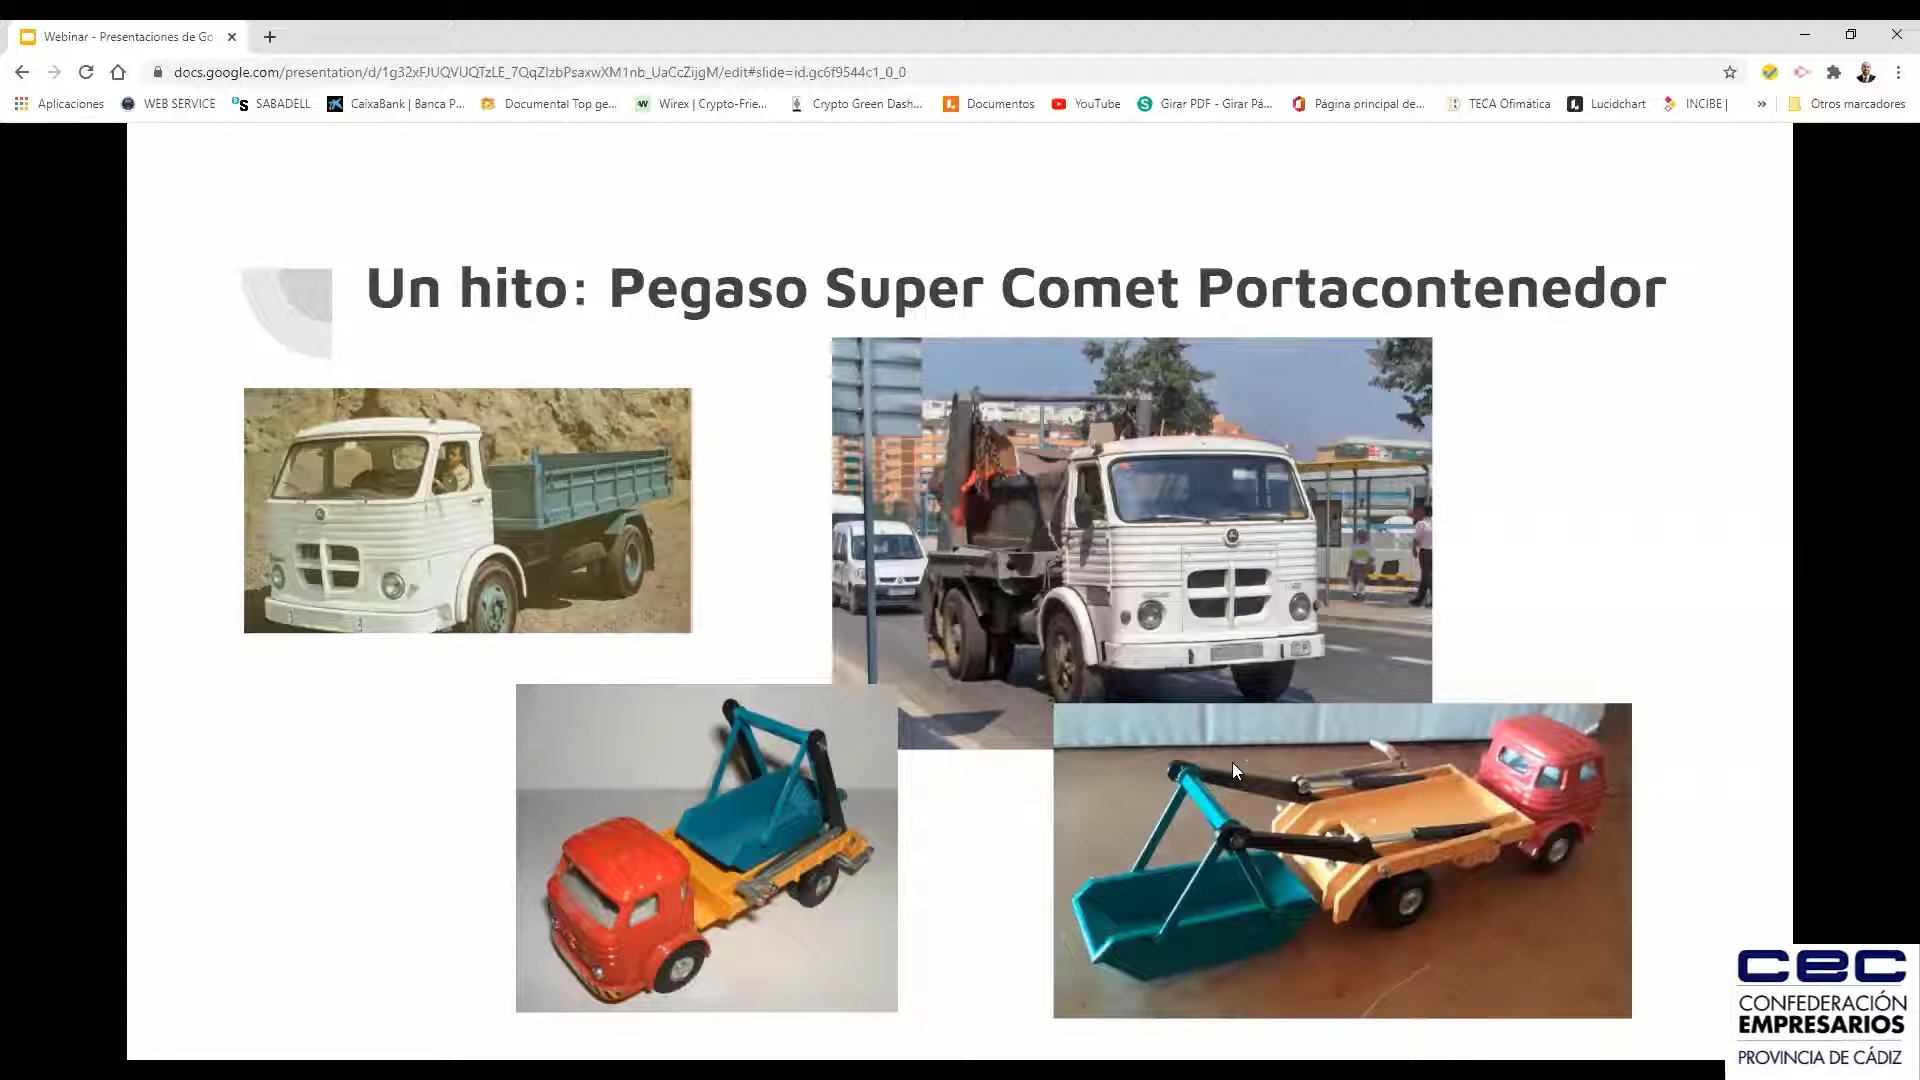 Webinar - Presentaciones de Go
docs.google.com/presentation/d/1g32xFJUQVUQTzLE_7QqZIzbPsaxwXM1nb_UaCcZijgM/edit#slide=id.gc6f9544c1_0_0
Aplicaciones WEB SERVICE SABADELL CaixaBank | Banca P... Documental Top ge... Wirex | Crypto-Frie... Crypto Green Dash... Documentos YouTube Girar PDF - Girar Pá... Página principal de... TECA Ofimática Lucidchart INCIBE | » Otros marcadores
Un hito: Pegaso Super Comet Portacontenedor
cec
CONFEDERACIÓN
EMPRESARIOS
PROVINCIA DE CÁDIZ